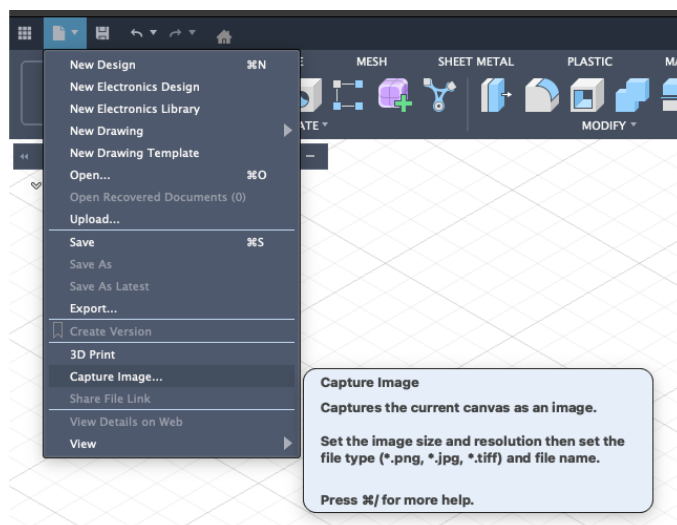 MESH
SHEET METAL
PLASTIC
MODIFY
New Design ⌘N
New Electronics Design
New Electronics Library
New Drawing
New Drawing Template
Open... ⌘O
Open Recovered Documents (0)
Upload...
Save ⌘S
Save As
Save As Latest
Export...
Create Version
3D Print
Capture Image...
Share File Link
View Details on Web
View
Capture Image
Captures the current canvas as an image.
Set the image size and resolution then set the
file type (*.png, *.jpg, *.tiff) and file name.
Press ⌘/ for more help.